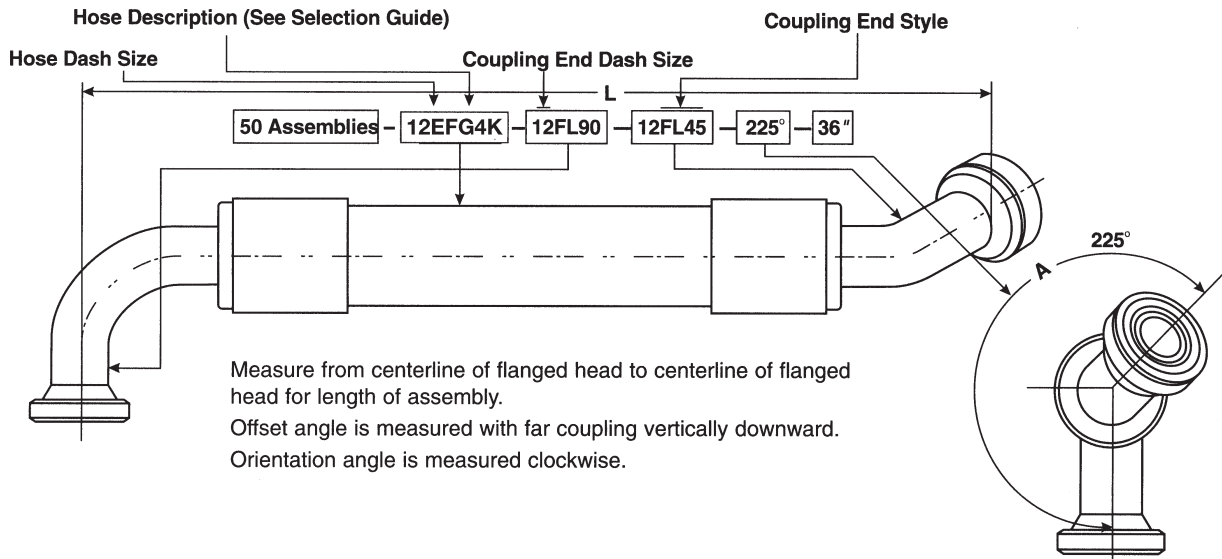 Hose Description (See Selection Guide)
Coupling End Style
Hose Dash Size
Coupling End Dash Size
L
50 Assemblies – 12EFG4K – 12FL90 – 12FL45 – 225° – 36"
225°
A
Measure from centerline of flanged head to centerline of flanged
head for length of assembly.
Offset angle is measured with far coupling vertically downward.
Orientation angle is measured clockwise.